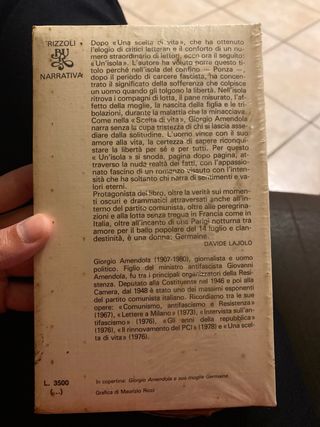 RIZZOLI
BUR
NARRATIVA
Dopo «Una scelta di vita», che ha ottenuto
l'elogio di critici letterari e il conforto di un nu-
mero straordinario di lettori, ecco ora il seguito:
«Un'isola». L'autore ha voluto narra questo ti-
tolo perché nell'isola del confino — Ponza —
dopo il periodo di carcere fascista, ha concen-
trato il significato della sofferenza che colpisce
un uomo quando gli tolgono la libertà. Nell'isola
ritrova i compagni di lotta, il pane misurato, l'af-
fetto della moglie, la nascita della figlia e le tri-
bolazioni, durante la malattia che la minacciava.
Come nella «Scelta di vita», Giorgio Amendola
narra senza la cupa tristezza di chi si lascia asse-
diare dalla solitudine. L'uomo vince con il suo
amore alla vita, la certezza di sapere riconqui-
stare la libertà per sé e per tutti. Per questo
«Un'isola» si snoda, pagina dopo pagina, at-
traverso la nuda realtà dei fatti, con l'appassio-
nato fascino di un romanzo vissuto con l'inten-
sità che ha soltanto chi narra di sentimenti e va-
lori eterni.
Protagonista del libro, oltre la verità sui momen-
ti oscuri e drammatici attraversati anche all'in-
terno del partito comunista, oltre alle peregrina-
zioni e alla lotta senza tregua in Francia come in
Italia, oltre all'incanto di una Parigi notturna tra
amore per il ballo popolare del 14 luglio e clan-
destinità, è una donna: Germaine.
DAVIDE LAJOLO
Giorgio Amendola (1907-1980), giornalista e uomo
politico. Figlio del ministro antifascista Giovanni
Amendola, fu tra i principali organizzatori della Resi-
stenza. Deputato alla Costituente nel 1946 e poi alla
Camera, dal 1948 è stato uno dei massimi esponenti
del partito comunista italiano. Ricordiamo tra le sue
opere: «Comunismo, antifascismo e Resistenza»
(1967), «Lettere a Milano» (1973), «Intervista sull'an-
tifascismo» (1976), «Gli anni della repubblica»
(1976), «Il rinnovamento del PCI» (1978) e «Una scel-
ta di vita» (1976).
L. 3500
(...)
In copertina: Giorgio Amendola e sua moglie Germaine.
Grafica di Maurizio Ricci